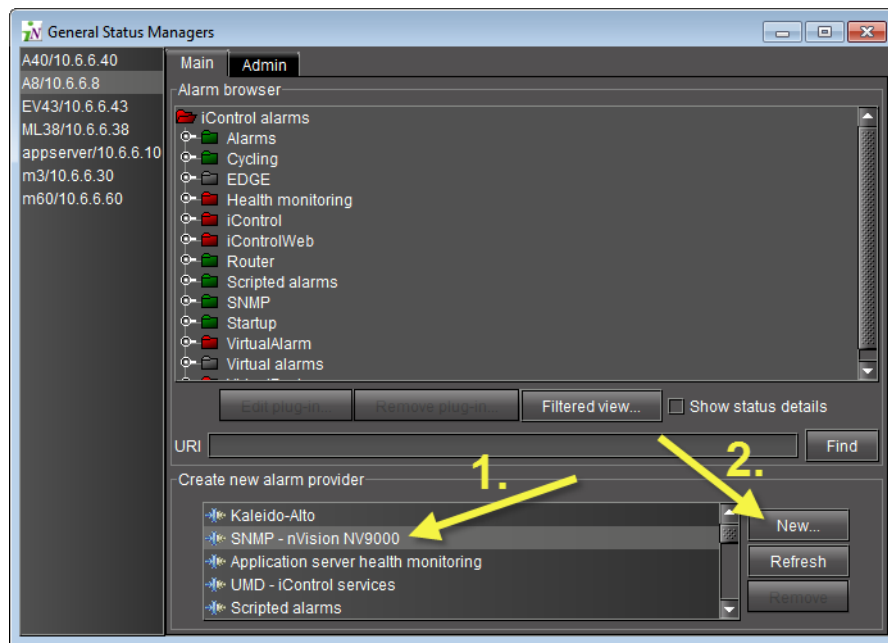 iN General Status Managers
A40/10.6.6.40
A8/10.6.6.8
EV43/10.6.6.43
ML38/10.6.6.38
appserver/10.6.6.10
m3/10.6.6.30
m60/10.6.6.60
Main Admin
Alarm browser
iControl alarms
Alarms
Cycling
EDGE
Health monitoring
iControl
iControlWeb
Router
Scripted alarms
SNMP
Startup
VirtualAlarm
Virtual alarms
Edit plug-in... Remove plug-in... Filtered view... Show status details
URI Find
Create new alarm provider
1.
2.
Kaleido-Alto
SNMP - nVision NV9000
Application server health monitoring
UMD - iControl services
Scripted alarms
New...
Refresh
Remove